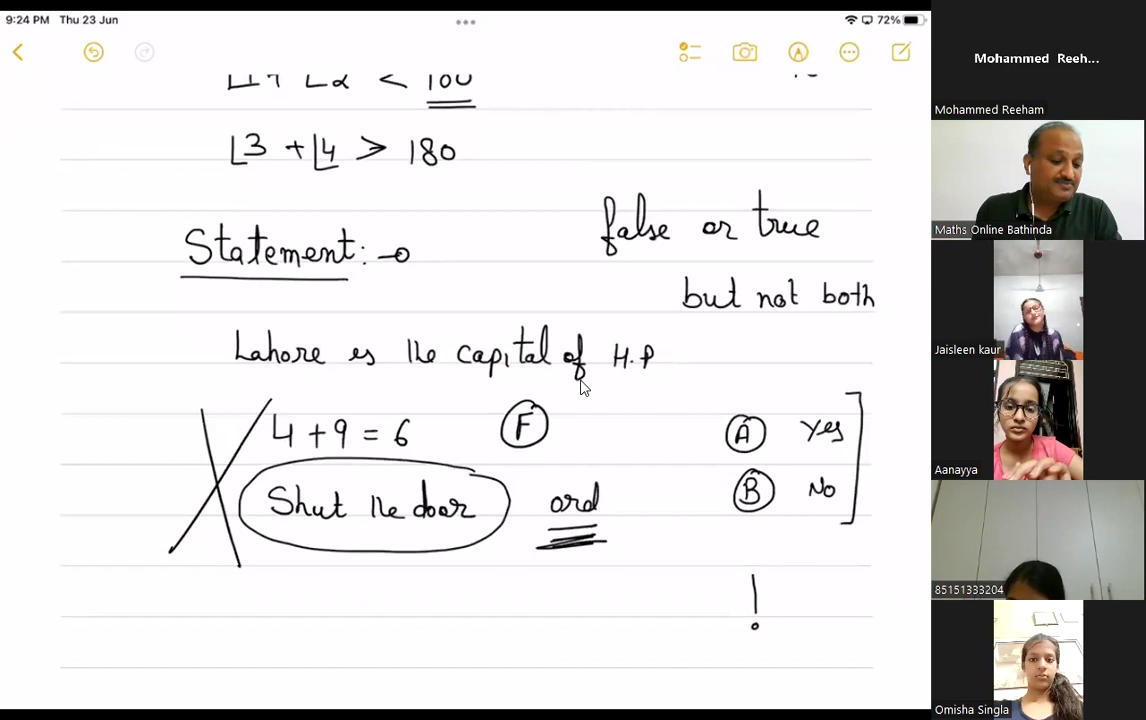 9:24 PM Thu 23 Jun
72%
< 100
∠3 + ∠4 > 180
Statement:
false or true
but not both
Lahore is the capital of H.P
4 + 9 = 6 F
A Yes
Shut the door ord
B No
!
Mohammed Reeh...
Mohammed Reeham
Maths Online Bathinda
Jaisleen kaur
Aanayya
85151333204
Omisha Singla